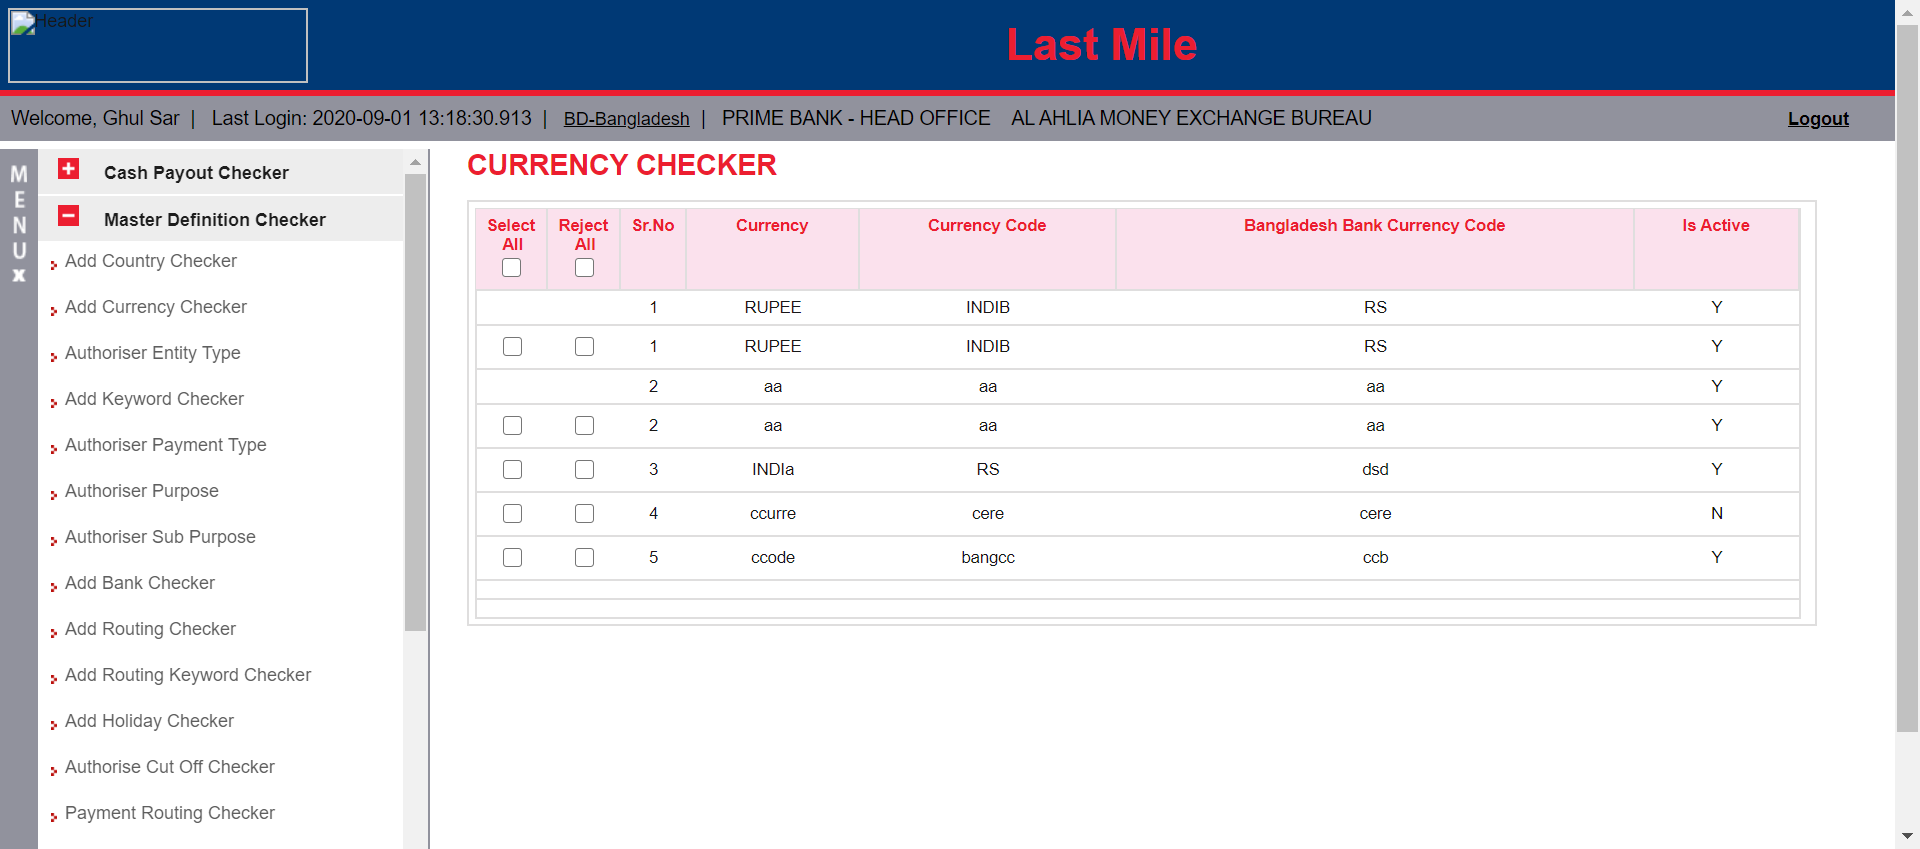 Header
Last Mile
Welcome, Ghul Sar | Last Login: 2020-09-01 13:18:30.913 | BD-Bangladesh | PRIME BANK - HEAD OFFICE AL AHLIA MONEY EXCHANGE BUREAU Logout
MENU X
Cash Payout Checker
Master Definition Checker
Add Country Checker
Add Currency Checker
Authoriser Entity Type
Add Keyword Checker
Authoriser Payment Type
Authoriser Purpose
Authoriser Sub Purpose
Add Bank Checker
Add Routing Checker
Add Routing Keyword Checker
Add Holiday Checker
Authorise Cut Off Checker
Payment Routing Checker
CURRENCY CHECKER
Select All Reject All Sr.No Currency Currency Code Bangladesh Bank Currency Code Is Active
1 RUPEE INDIB RS Y
1 RUPEE INDIB RS Y
2 aa aa aa Y
2 aa aa aa Y
3 INDIa RS dsd Y
4 ccurre cere cere N
5 ccode bangcc ccb Y